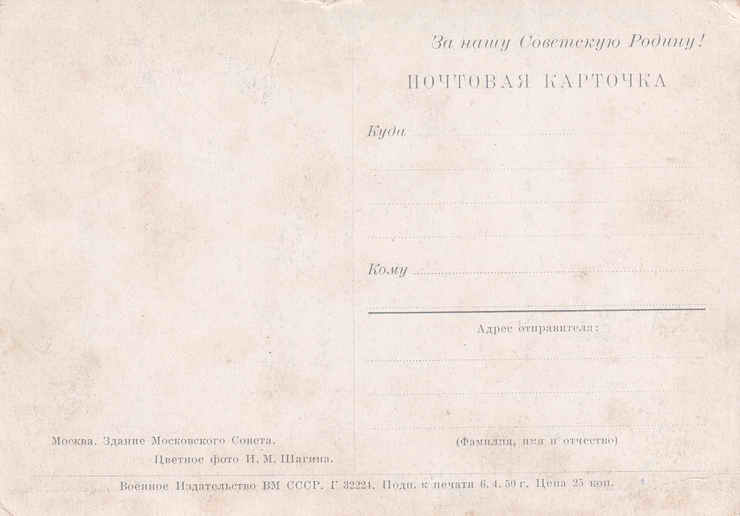 За нашу Советскую Родину!
ПОЧТОВАЯ КАРТОЧКА
Куда
Кому
Адрес отправителя:
(Фамилия, имя и отчество)
Москва. Здание Московского Совета.
Цветное фото И. М. Шагина.
Военное Издательство ВМ СССР. Г 32224. Подп. к печати 6. 4. 50 г. Цена 25 коп.